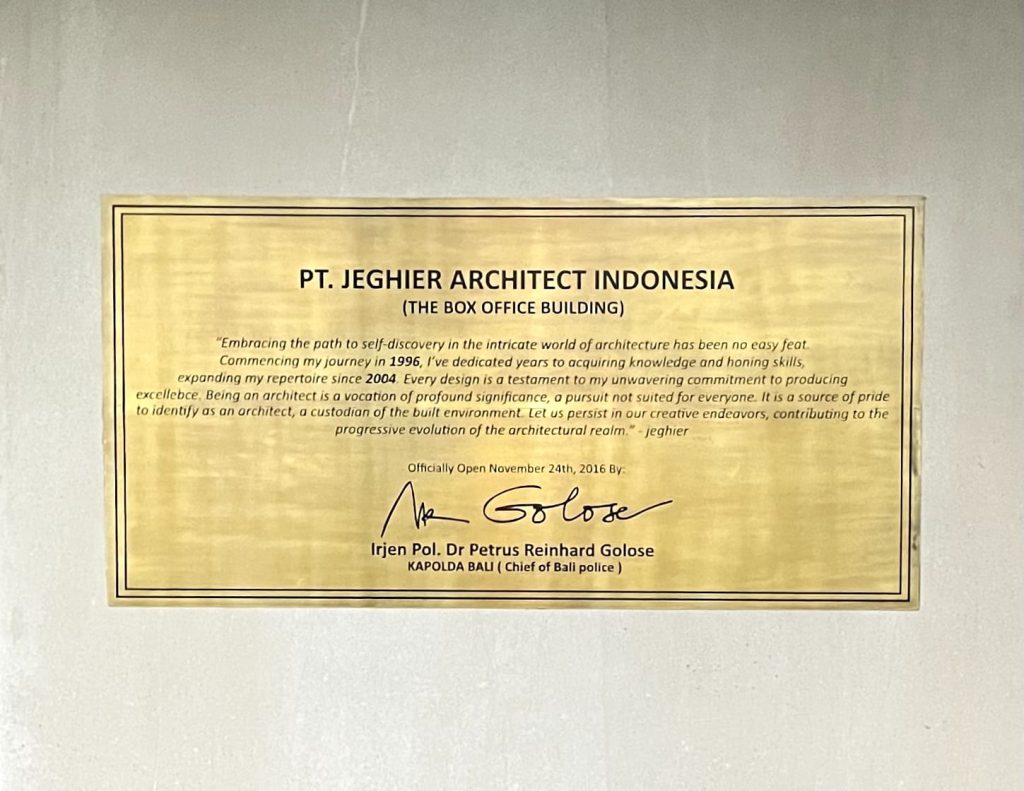 PT. JEGHIER ARCHITECT INDONESIA
(THE BOX OFFICE BUILDING)
"Embracing the path to self-discovery in the intricate world of architecture has been no easy feat.
Commencing my journey in 1996, I've dedicated years to acquiring knowledge and honing skills,
expanding my repertoire since 2004. Every design is a testament to my unwavering commitment to producing
excellebce. Being an architect is a vocation of profound significance, a pursuit not suited for everyone. It is a source of pride
to identify as an architect, a custodian of the built environment. Let us persist in our creative endeavors, contributing to the
progressive evolution of the architectural realm." - jeghier
Officially Open November 24th, 2016 By:
Golose
Irjen Pol. Dr Petrus Reinhard Golose
KAPOLDA BALI ( Chief of Bali police )